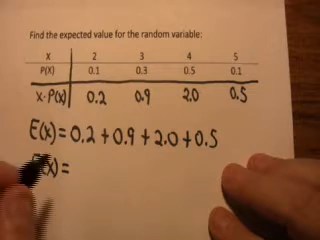 Find the expected value for the random variable:
X 2 3 4 5
P(X) 0.1 0.3 0.5 0.1
X·P(X) 0.2 0.9 2.0 0.5
E(X) = 0.2 + 0.9 + 2.0 + 0.5
(X) =